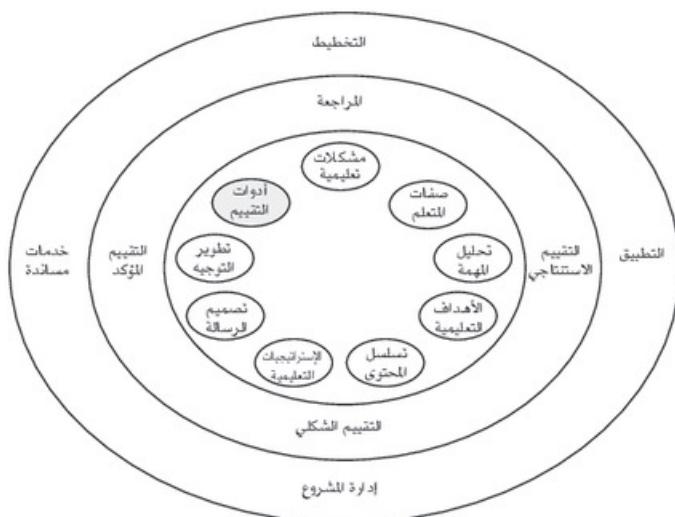 التخطيط
المراجعة
مشكلات
تعليمية
أدوات
التقييم
صفات
المتعلم
خدمات
مساندة
التقييم
المؤكد
تطوير
التوجيه
تحليل
المهمة
التقييم
الاستنتاجي
التطبيق
تصميم
الرسالة
الأهداف
التعليمية
الإستراتيجيات
التعليمية
تسلسل
المحتوى
التقييم الشكلي
إدارة المشروع